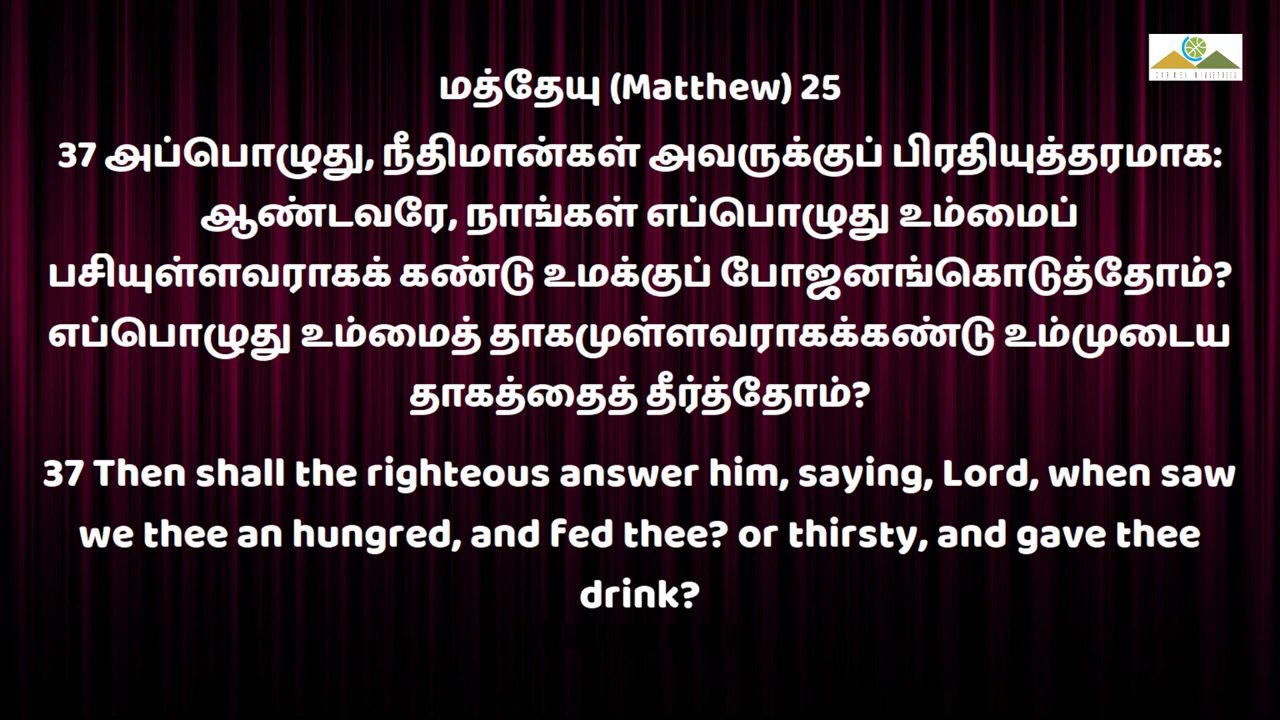 மத்தேயு (Matthew) 25
37 அப்பொழுது, நீதிமான்கள் அவருக்குப் பிரதியுத்தரமாக:
ஆண்டவரே, நாங்கள் எப்பொழுது உம்மைப்
பசியுள்ளவராகக் கண்டு உமக்குப் போஜனங்கொடுத்தோம்?
எப்பொழுது உம்மைத் தாகமுள்ளவராகக்கண்டு உம்முடைய
தாகத்தைத் தீர்த்தோம்?
37 Then shall the righteous answer him, saying, Lord, when saw
we thee an hungred, and fed thee? or thirsty, and gave thee
drink?